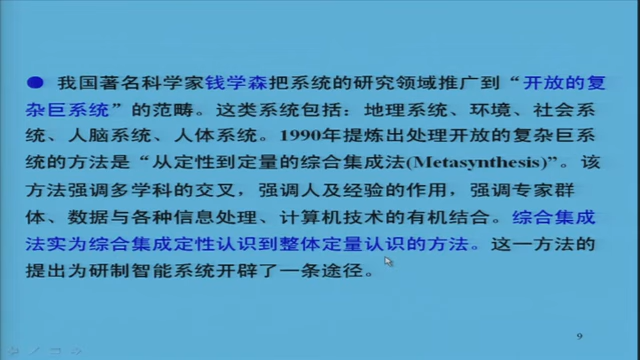 ● 我国著名科学家钱学森把系统的研究领域推广到“开放的复
杂巨系统”的范畴。这类系统包括：地理系统、环境、社会系
统、人脑系统、人体系统。1990年提炼出处理开放的复杂巨系
统的方法是“从定性到定量的综合集成法(Metasynthesis)”。该
方法强调多学科的交叉，强调人及经验的作用，强调专家群
体、数据与各种信息处理、计算机技术的有机结合。综合集成
法实为综合集成定性认识到整体定量认识的方法。这一方法的
提出为研制智能系统开辟了一条途径。
9